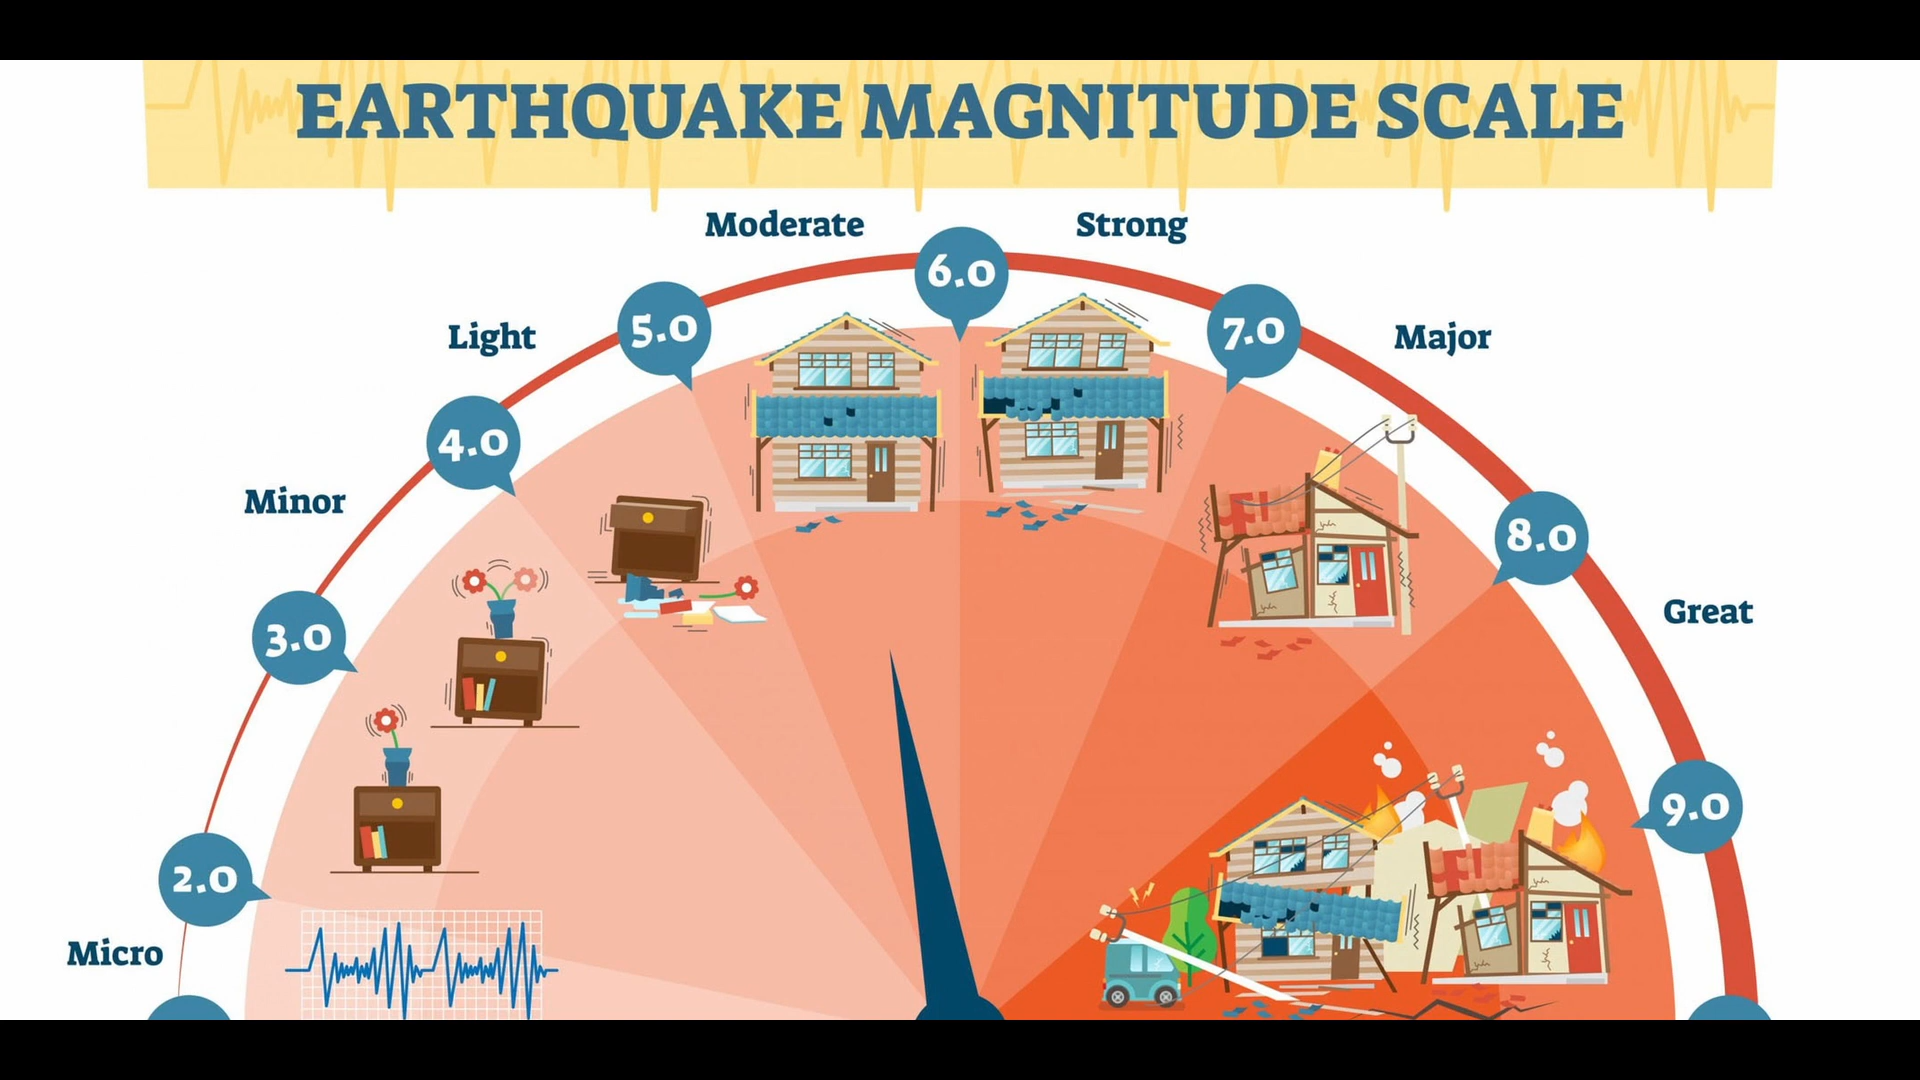 EARTHQUAKE MAGNITUDE SCALE
Micro
2.0
Minor
3.0
4.0
Light
5.0
Moderate
6.0
Strong
7.0
Major
8.0
Great
9.0